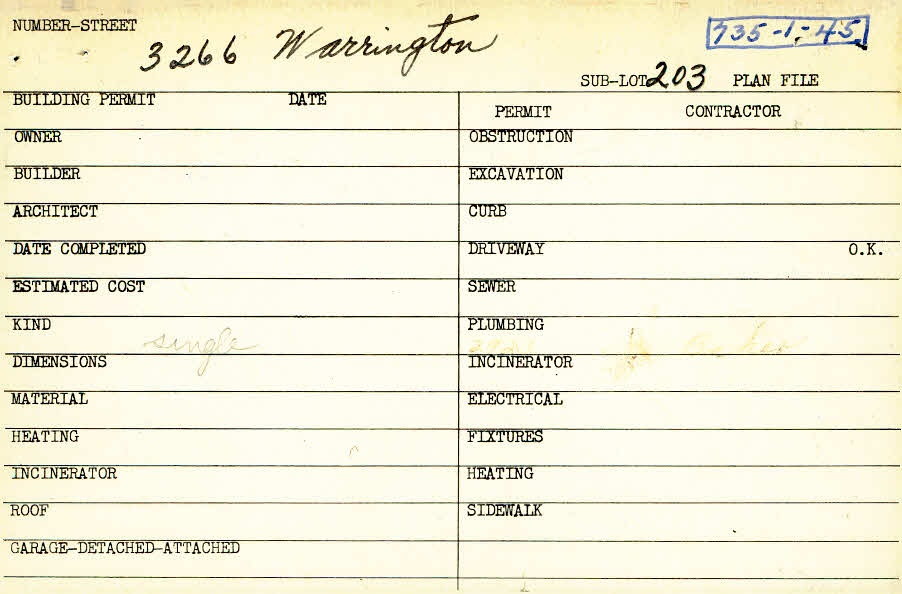 NUMBER-STREET
3266 Warrington
735-1-45
SUB-LOT 203 PLAN FILE
BUILDING PERMIT DATE
PERMIT CONTRACTOR
OWNER
OBSTRUCTION
BUILDER
EXCAVATION
ARCHITECT
CURB
DATE COMPLETED
DRIVEWAY O.K.
ESTIMATED COST
SEWER
KIND single
PLUMBING
DIMENSIONS
INCINERATOR
MATERIAL
ELECTRICAL
HEATING
FIXTURES
INCINERATOR
HEATING
ROOF
SIDEWALK
GARAGE-DETACHED-ATTACHED